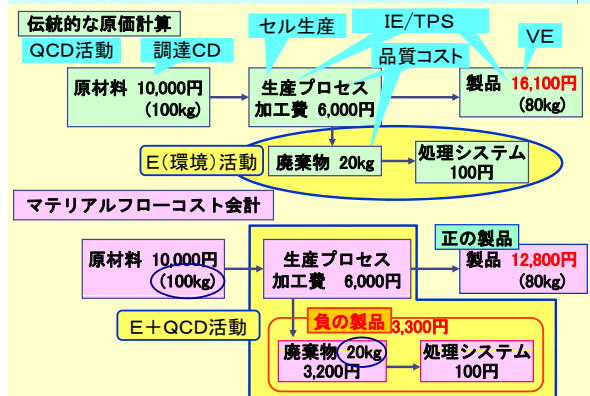 伝統的な原価計算
QCD活動
調達CD
セル生産
IE/TPS
VE
品質コスト
原材料 10,000円
(100kg)
生産プロセス
加工費 6,000円
製品 16,100円
(80kg)
E(環境)活動
廃棄物 20kg
処理システム
100円
マテリアルフローコスト会計
正の製品
原材料 10,000円
(100kg)
生産プロセス
加工費 6,000円
製品 12,800円
(80kg)
E+QCD活動
負の製品
3,300円
廃棄物 20kg
3,200円
処理システム
100円